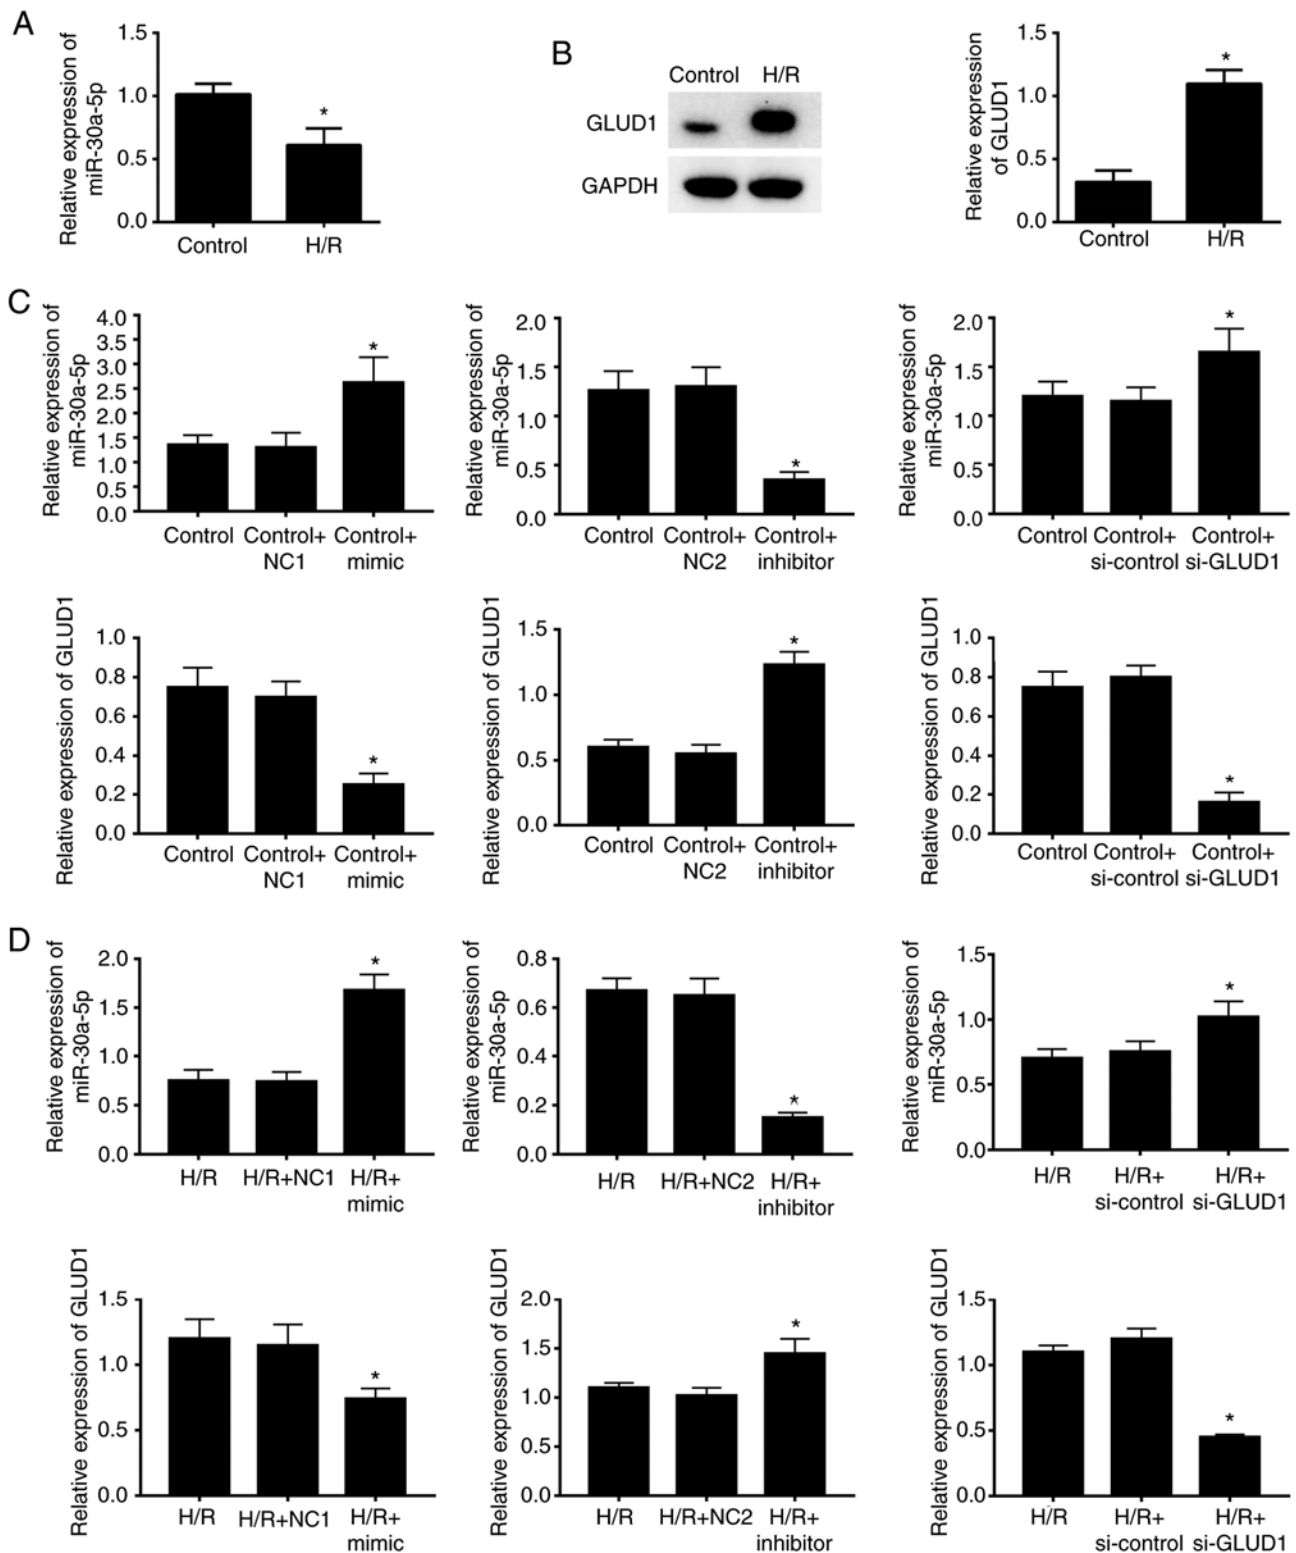 A
Relative expression of
miR-30a-5p
1.5
1.0
0.5
0.0
*
Control
H/R
B
Control
H/R
GLUD1
GAPDH
Relative expression
of GLUD1
1.5
1.0
0.5
0.0
*
Control
H/R
C
Relative expression of
miR-30a-5p
4.0
3.5
3.0
2.5
2.0
1.5
1.0
0.5
0.0
*
Control
Control+
NC1
Control+
mimic
Relative expression of
miR-30a-5p
2.0
1.5
1.0
0.5
0.0
*
Control
Control+
NC2
Control+
inhibitor
Relative expression of
miR-30a-5p
2.0
1.5
1.0
0.5
0.0
*
Control
Control+
si-control
Control+
si-GLUD1
Relative expression of GLUD1
1.0
0.8
0.6
0.4
0.2
0.0
*
Control
Control+
NC1
Control+
mimic
Relative expression of GLUD1
1.5
1.0
0.5
0.0
*
Control
Control+
NC2
Control+
inhibitor
Relative expression of GLUD1
1.0
0.8
0.6
0.4
0.2
0.0
*
Control
Control+
si-control
Control+
si-GLUD1
D
Relative expression of
miR-30a-5p
2.0
1.5
1.0
0.5
0.0
*
H/R
H/R+NC1
H/R+
mimic
Relative expression of
miR-30a-5p
0.8
0.6
0.4
0.2
0.0
*
H/R
H/R+NC2
H/R+
inhibitor
Relative expression of
miR-30a-5p
1.5
1.0
0.5
0.0
*
H/R
H/R+
si-control
H/R+
si-GLUD1
Relative expression of GLUD1
1.5
1.0
0.5
0.0
*
H/R
H/R+NC1
H/R+
mimic
Relative expression of GLUD1
2.0
1.5
1.0
0.5
0.0
*
H/R
H/R+NC2
H/R+
inhibitor
Relative expression of GLUD1
1.5
1.0
0.5
0.0
*
H/R
H/R+
si-control
H/R+
si-GLUD1